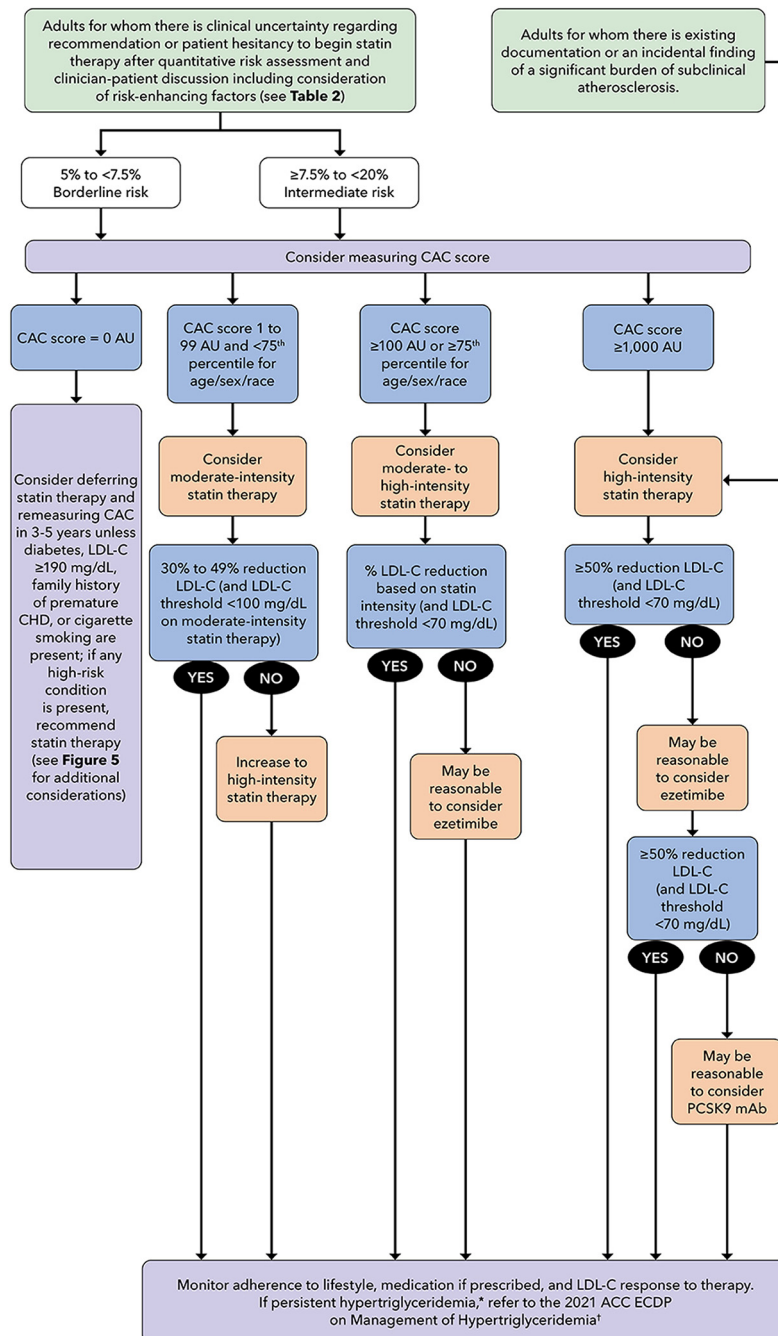 Adults for whom there is clinical uncertainty regarding
recommendation or patient hesitancy to begin statin
therapy after quantitative risk assessment and
clinician-patient discussion including consideration
of risk-enhancing factors (see Table 2)
Adults for whom there is existing
documentation or an incidental finding
of a significant burden of subclinical
atherosclerosis.
5% to <7.5%
Borderline risk
≥7.5% to <20%
Intermediate risk
Consider measuring CAC score
CAC score = 0 AU
CAC score 1 to
99 AU and <75th
percentile for
age/sex/race
CAC score
≥100 AU or ≥75th
percentile for
age/sex/race
CAC score
≥1,000 AU
Consider deferring
statin therapy and
remeasuring CAC
in 3-5 years unless
diabetes, LDL-C
≥190 mg/dL,
family history
of premature
CHD, or cigarette
smoking are
present; if any
high-risk
condition
is present,
recommend
statin therapy
(see Figure 5
for additional
considerations)
Consider
moderate-intensity
statin therapy
Consider
moderate- to
high-intensity
statin therapy
Consider
high-intensity
statin therapy
30% to 49% reduction
LDL-C (and LDL-C
threshold <100 mg/dL
on moderate-intensity
statin therapy)
% LDL-C reduction
based on statin
intensity (and LDL-C
threshold <70 mg/dL)
≥50% reduction LDL-C
(and LDL-C
threshold <70 mg/dL)
YES
NO
YES
NO
YES
NO
Increase to
high-intensity
statin therapy
May be
reasonable
to consider
ezetimibe
May be
reasonable
to consider
ezetimibe
≥50% reduction
LDL-C
(and LDL-C
threshold
<70 mg/dL)
YES
NO
May be
reasonable
to consider
PCSK9 mAb
Monitor adherence to lifestyle, medication if prescribed, and LDL-C response to therapy.
If persistent hypertriglyceridemia,* refer to the 2021 ACC ECDP
on Management of Hypertriglyceridemia†